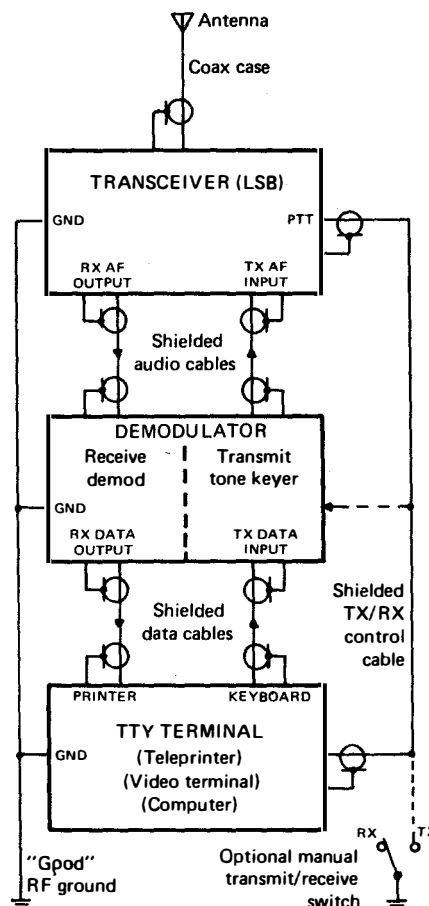 Antenna
Coax case
TRANSCEIVER (LSB)
GND
PTT
RX AF
OUTPUT
TX AF
INPUT
Shielded
audio cables
DEMODULATOR
Receive
demod
Transmit
tone keyer
GND
RX DATA
OUTPUT
TX DATA
INPUT
Shielded
data cables
Shielded
TX/RX
control
cable
PRINTER
KEYBOARD
TTY TERMINAL
GND
(Teleprinter)
(Video terminal)
(Computer)
RX
TX
"Good"
RF ground
Optional manual
transmit/receive
switch